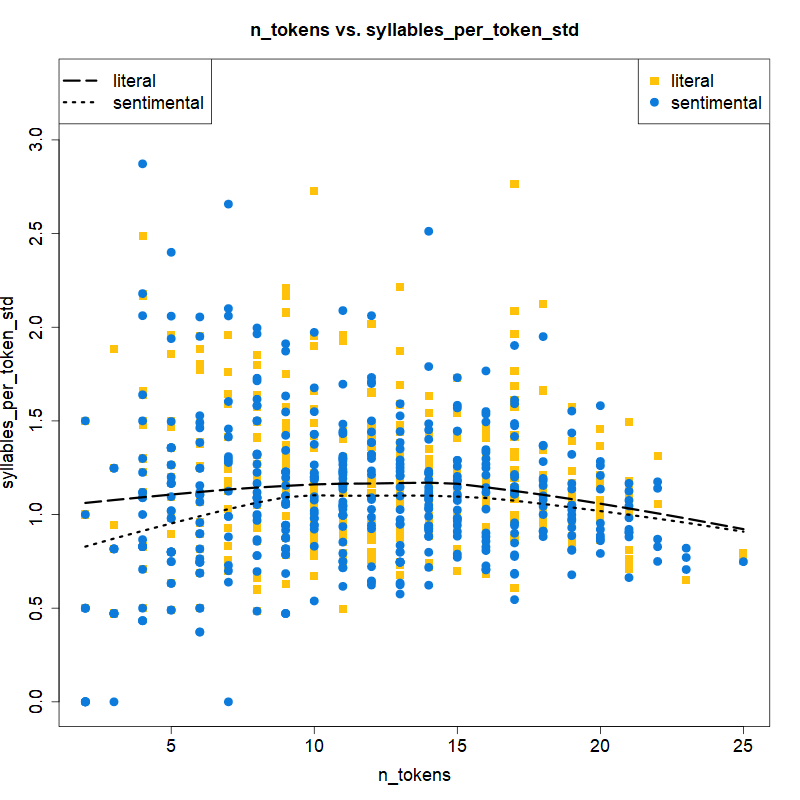 n_tokens vs. syllables_per_token_std
literal
sentimental
literal
sentimental
syllables_per_token_std
3.0
2.5
2.0
1.5
1.0
0.5
0.0
5 10 15 20 25
n_tokens